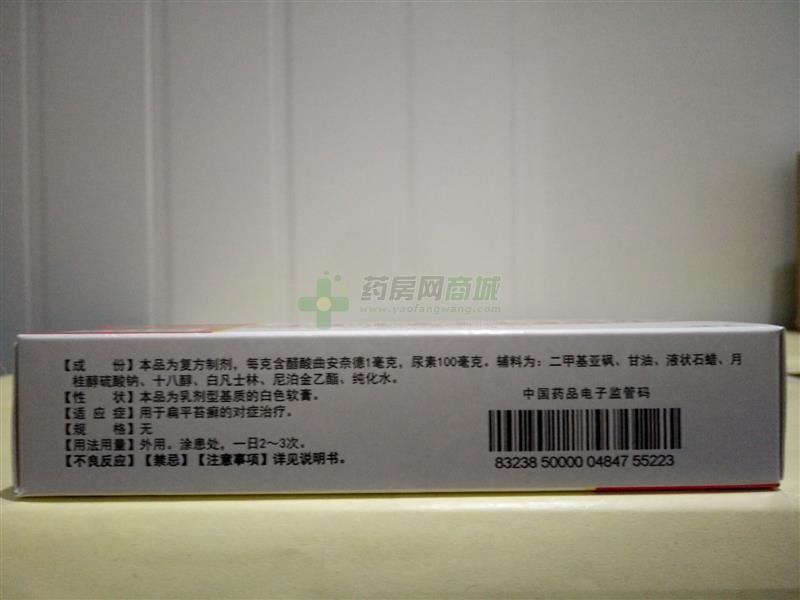 药房网商城
www.yaofangwang.com
【成　份】本品为复方制剂，每克含醋酸曲安奈德1毫克，尿素100毫克。辅料为：二甲基亚砜、甘油、液状石蜡、月
桂醇硫酸钠、十八醇、白凡士林、尼泊金乙酯、纯化水。
【性　状】本品为乳剂型基质的白色软膏。
【适 应 症】用于扁平苔癣的对症治疗。
【规　格】无
【用法用量】外用。涂患处，一日2～3次。
【不良反应】【禁忌】【注意事项】详见说明书。
中国药品电子监管码
83238 50000 04847 55223